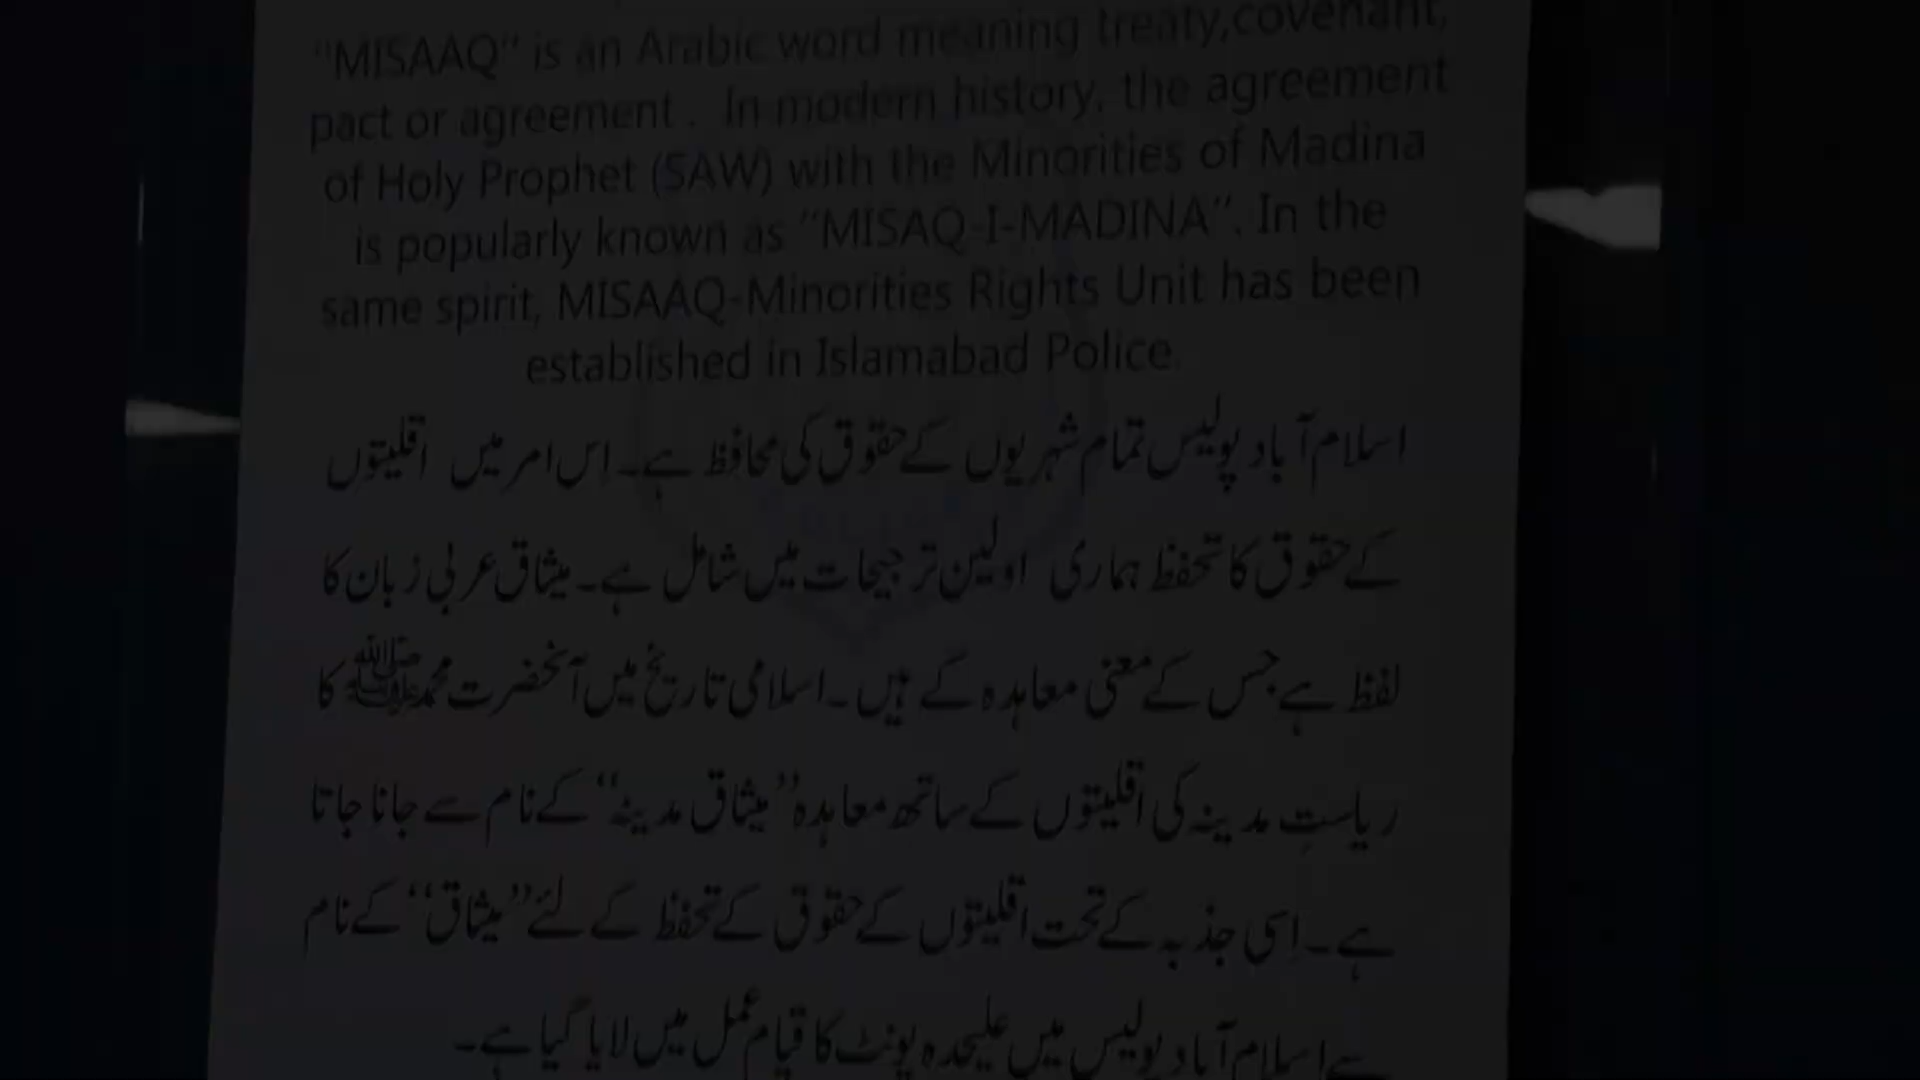 "MISAAQ" is an Arabic word meaning treaty,covenant,
pact or agreement . In modern history, the agreement
of Holy Prophet (SAW) with the Minorities of Madina
is popularly known as "MISAQ-I-MADINA". In the
same spirit, MISAAQ-Minorities Rights Unit has been
established in Islamabad Police.
اسلام آباد پولیس تمام شہریوں کے حقوق کی محافظ ہے۔ اس امر میں اقلیتوں
کے حقوق کا تحفظ ہماری اولین ترجیحات میں شامل ہے۔ میثاق عربی زبان کا
لفظ ہے جس کے معنی معاہدہ کے ہیں۔ اسلامی تاریخ میں آنحضرت محمدﷺ کا
ریاستِ مدینہ کی اقلیتوں کے ساتھ معاہدہ "میثاق مدینہ" کے نام سے جانا جاتا
ہے۔ اِسی جذبہ کے تحت اقلیتوں کے حقوق کے تحفظ کے لئے "میثاق" کے نام
سے اسلام آباد پولیس میں علیحدہ یونٹ کا قیام عمل میں لایا گیا ہے۔